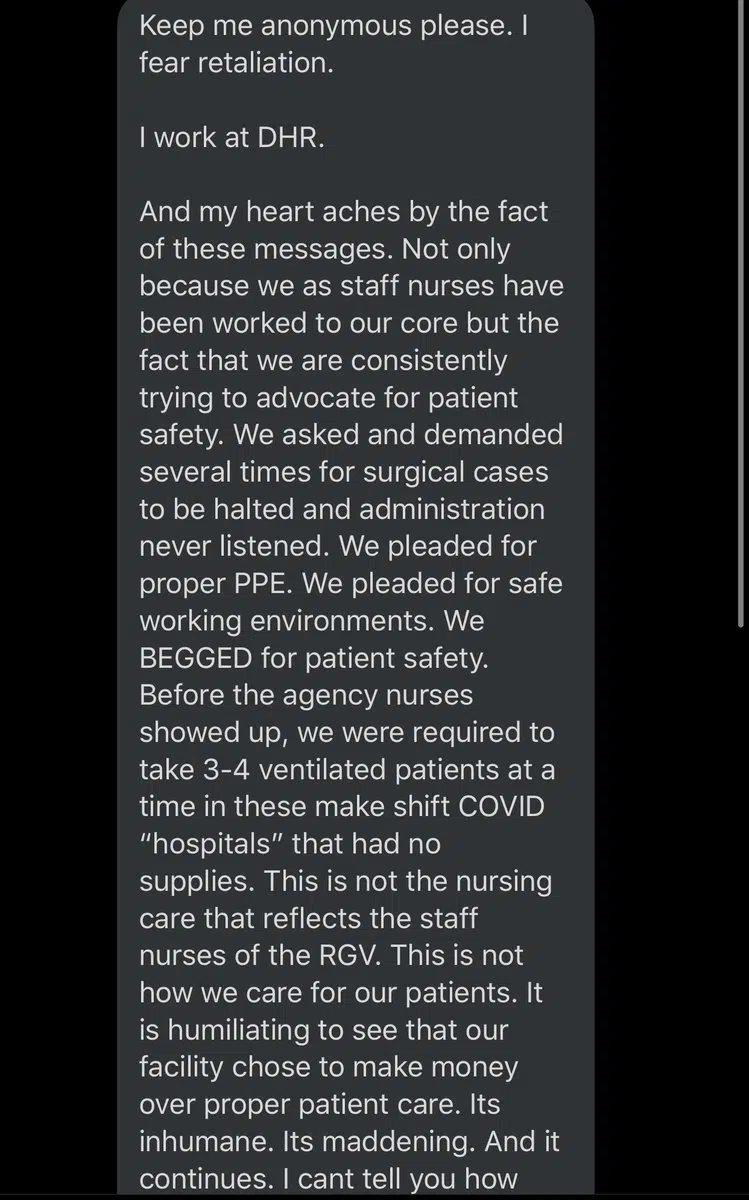 Keep me anonymous please. I
fear retaliation.
I work at DHR.
And my heart aches by the fact
of these messages. Not only
because we as staff nurses have
been worked to our core but the
fact that we are consistently
trying to advocate for patient
safety. We asked and demanded
several times for surgical cases
to be halted and administration
never listened. We pleaded for
proper PPE. We pleaded for safe
working environments. We
BEGGED for patient safety.
Before the agency nurses
showed up, we were required to
take 3-4 ventilated patients at a
time in these make shift COVID
“hospitals” that had no
supplies. This is not the nursing
care that reflects the staff
nurses of the RGV. This is not
how we care for our patients. It
is humiliating to see that our
facility chose to make money
over proper patient care. Its
inhumane. Its maddening. And it
continues. I cant tell you how